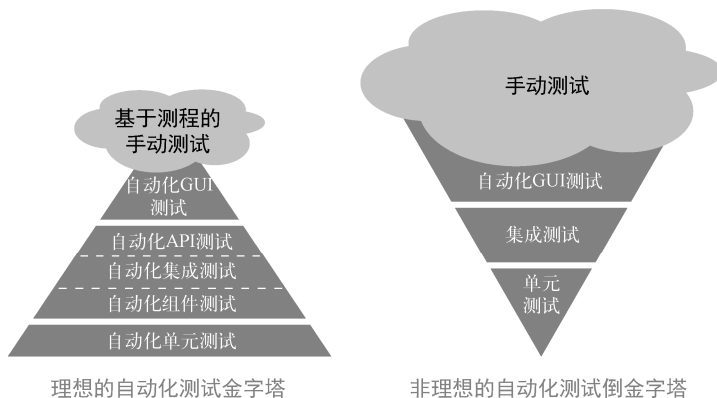 基于测程的
手动测试
自动化GUI
测试
自动化API测试
自动化集成测试
自动化组件测试
自动化单元测试
理想的自动化测试金字塔
手动测试
自动化GUI测试
集成测试
单元
测试
非理想的自动化测试倒金字塔